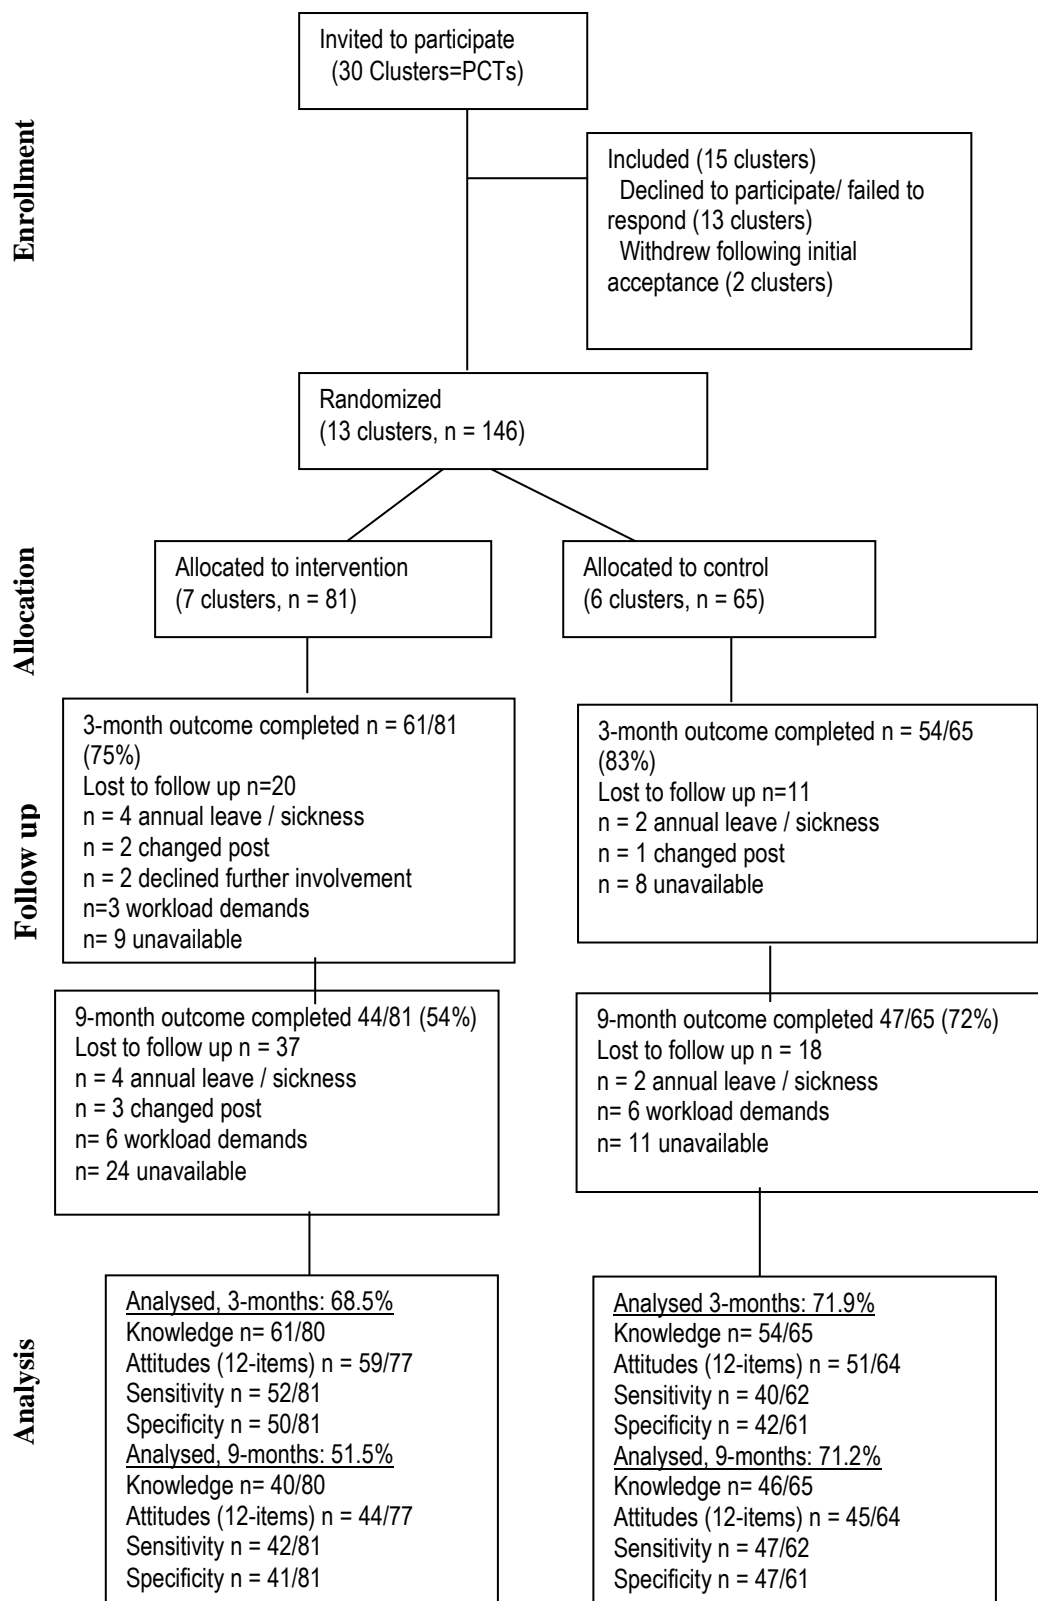 Invited to participate
(30 Clusters=PCTs)
Enrollment
Included (15 clusters)
Declined to participate/ failed to
respond (13 clusters)
Withdrew following initial
acceptance (2 clusters)
Randomized
(13 clusters, n = 146)
Allocation
Allocated to intervention
(7 clusters, n = 81)
Allocated to control
(6 clusters, n = 65)
Follow up
3-month outcome completed n = 61/81
(75%)
Lost to follow up n=20
n = 4 annual leave / sickness
n = 2 changed post
n = 2 declined further involvement
n=3 workload demands
n= 9 unavailable
3-month outcome completed n = 54/65
(83%)
Lost to follow up n=11
n = 2 annual leave / sickness
n = 1 changed post
n = 8 unavailable
9-month outcome completed 44/81 (54%)
Lost to follow up n = 37
n = 4 annual leave / sickness
n = 3 changed post
n= 6 workload demands
n= 24 unavailable
9-month outcome completed 47/65 (72%)
Lost to follow up n = 18
n = 2 annual leave / sickness
n= 6 workload demands
n= 11 unavailable
Analysis
Analysed, 3-months: 68.5%
Knowledge n= 61/80
Attitudes (12-items) n = 59/77
Sensitivity n = 52/81
Specificity n = 50/81
Analysed, 9-months: 51.5%
Knowledge n= 40/80
Attitudes (12-items) n = 44/77
Sensitivity n = 42/81
Specificity n = 41/81
Analysed 3-months: 71.9%
Knowledge n= 54/65
Attitudes (12-items) n = 51/64
Sensitivity n = 40/62
Specificity n = 42/61
Analysed, 9-months: 71.2%
Knowledge n= 46/65
Attitudes (12-items) n = 45/64
Sensitivity n = 47/62
Specificity n = 47/61